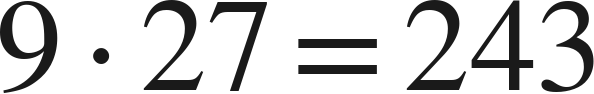 9 · 27 = 243